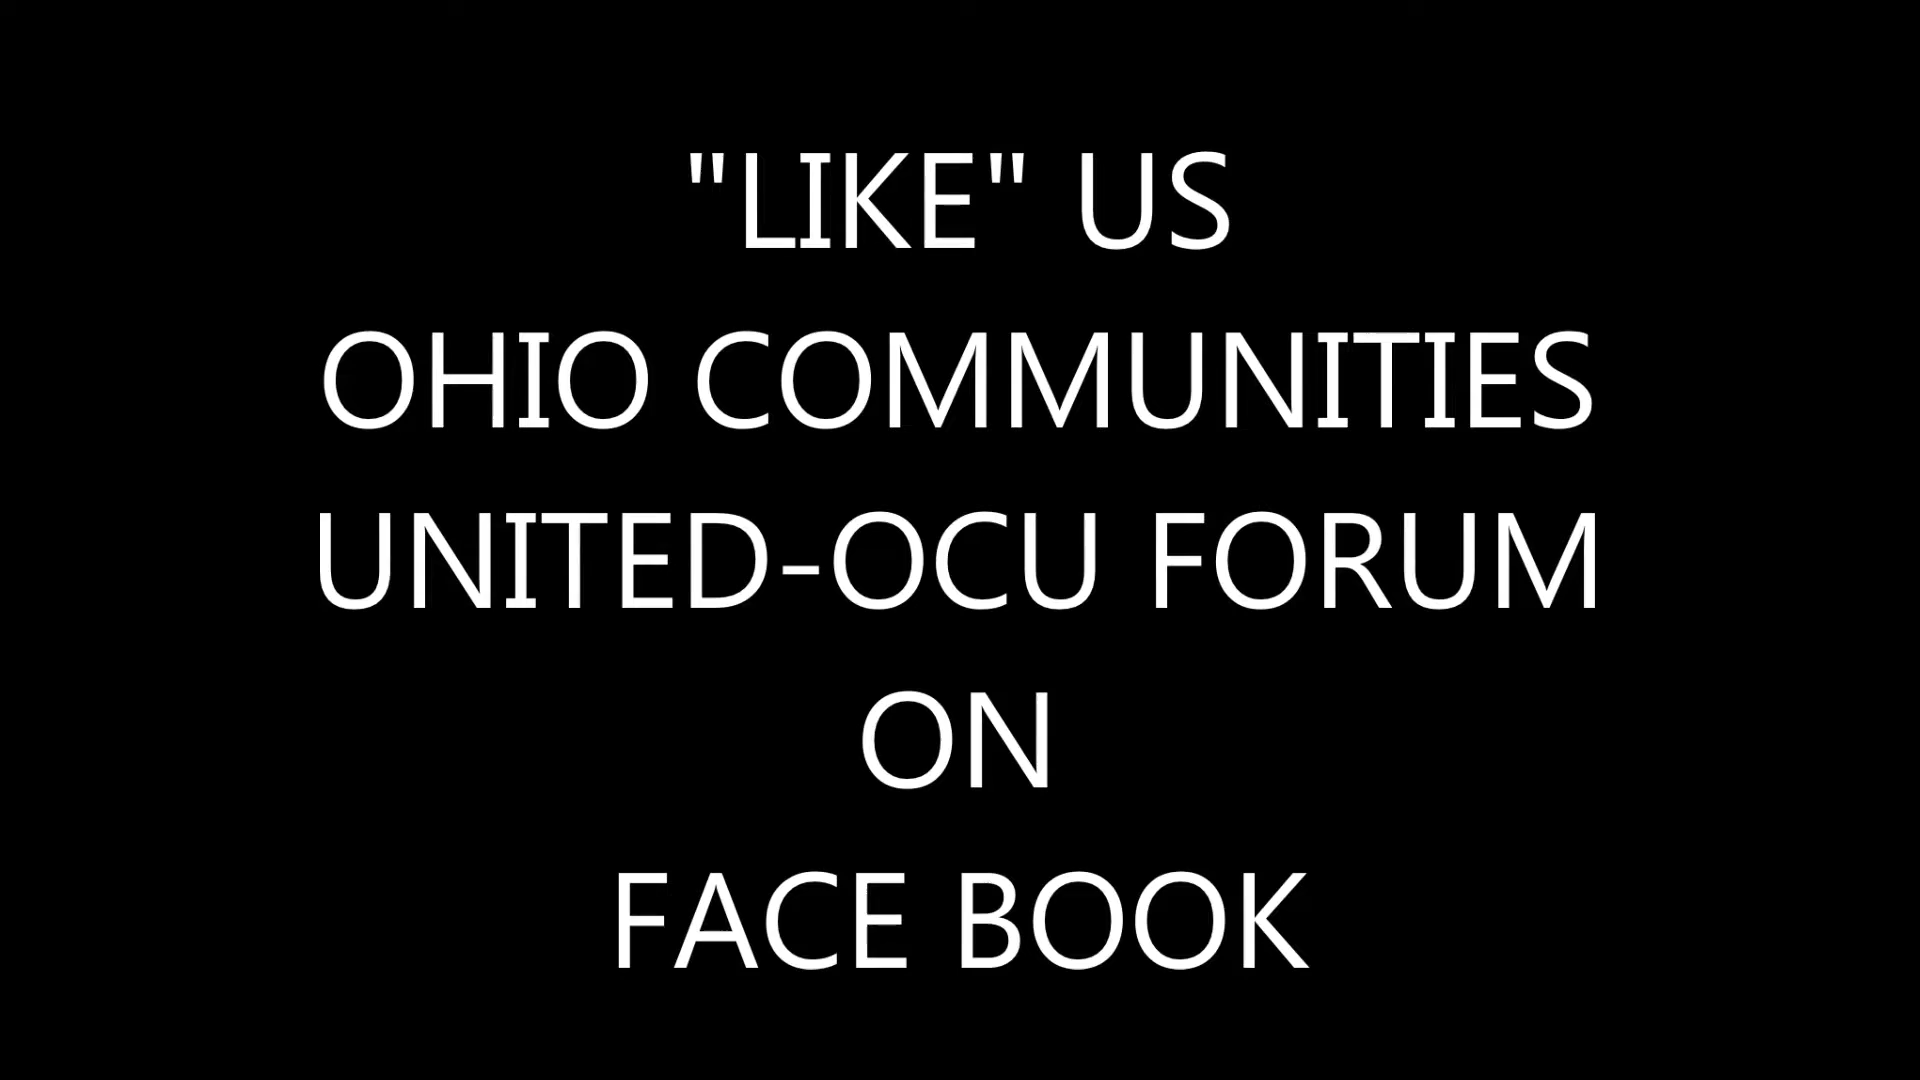 "LIKE" US
OHIO COMMUNITIES
UNITED-OCU FORUM
ON
FACE BOOK